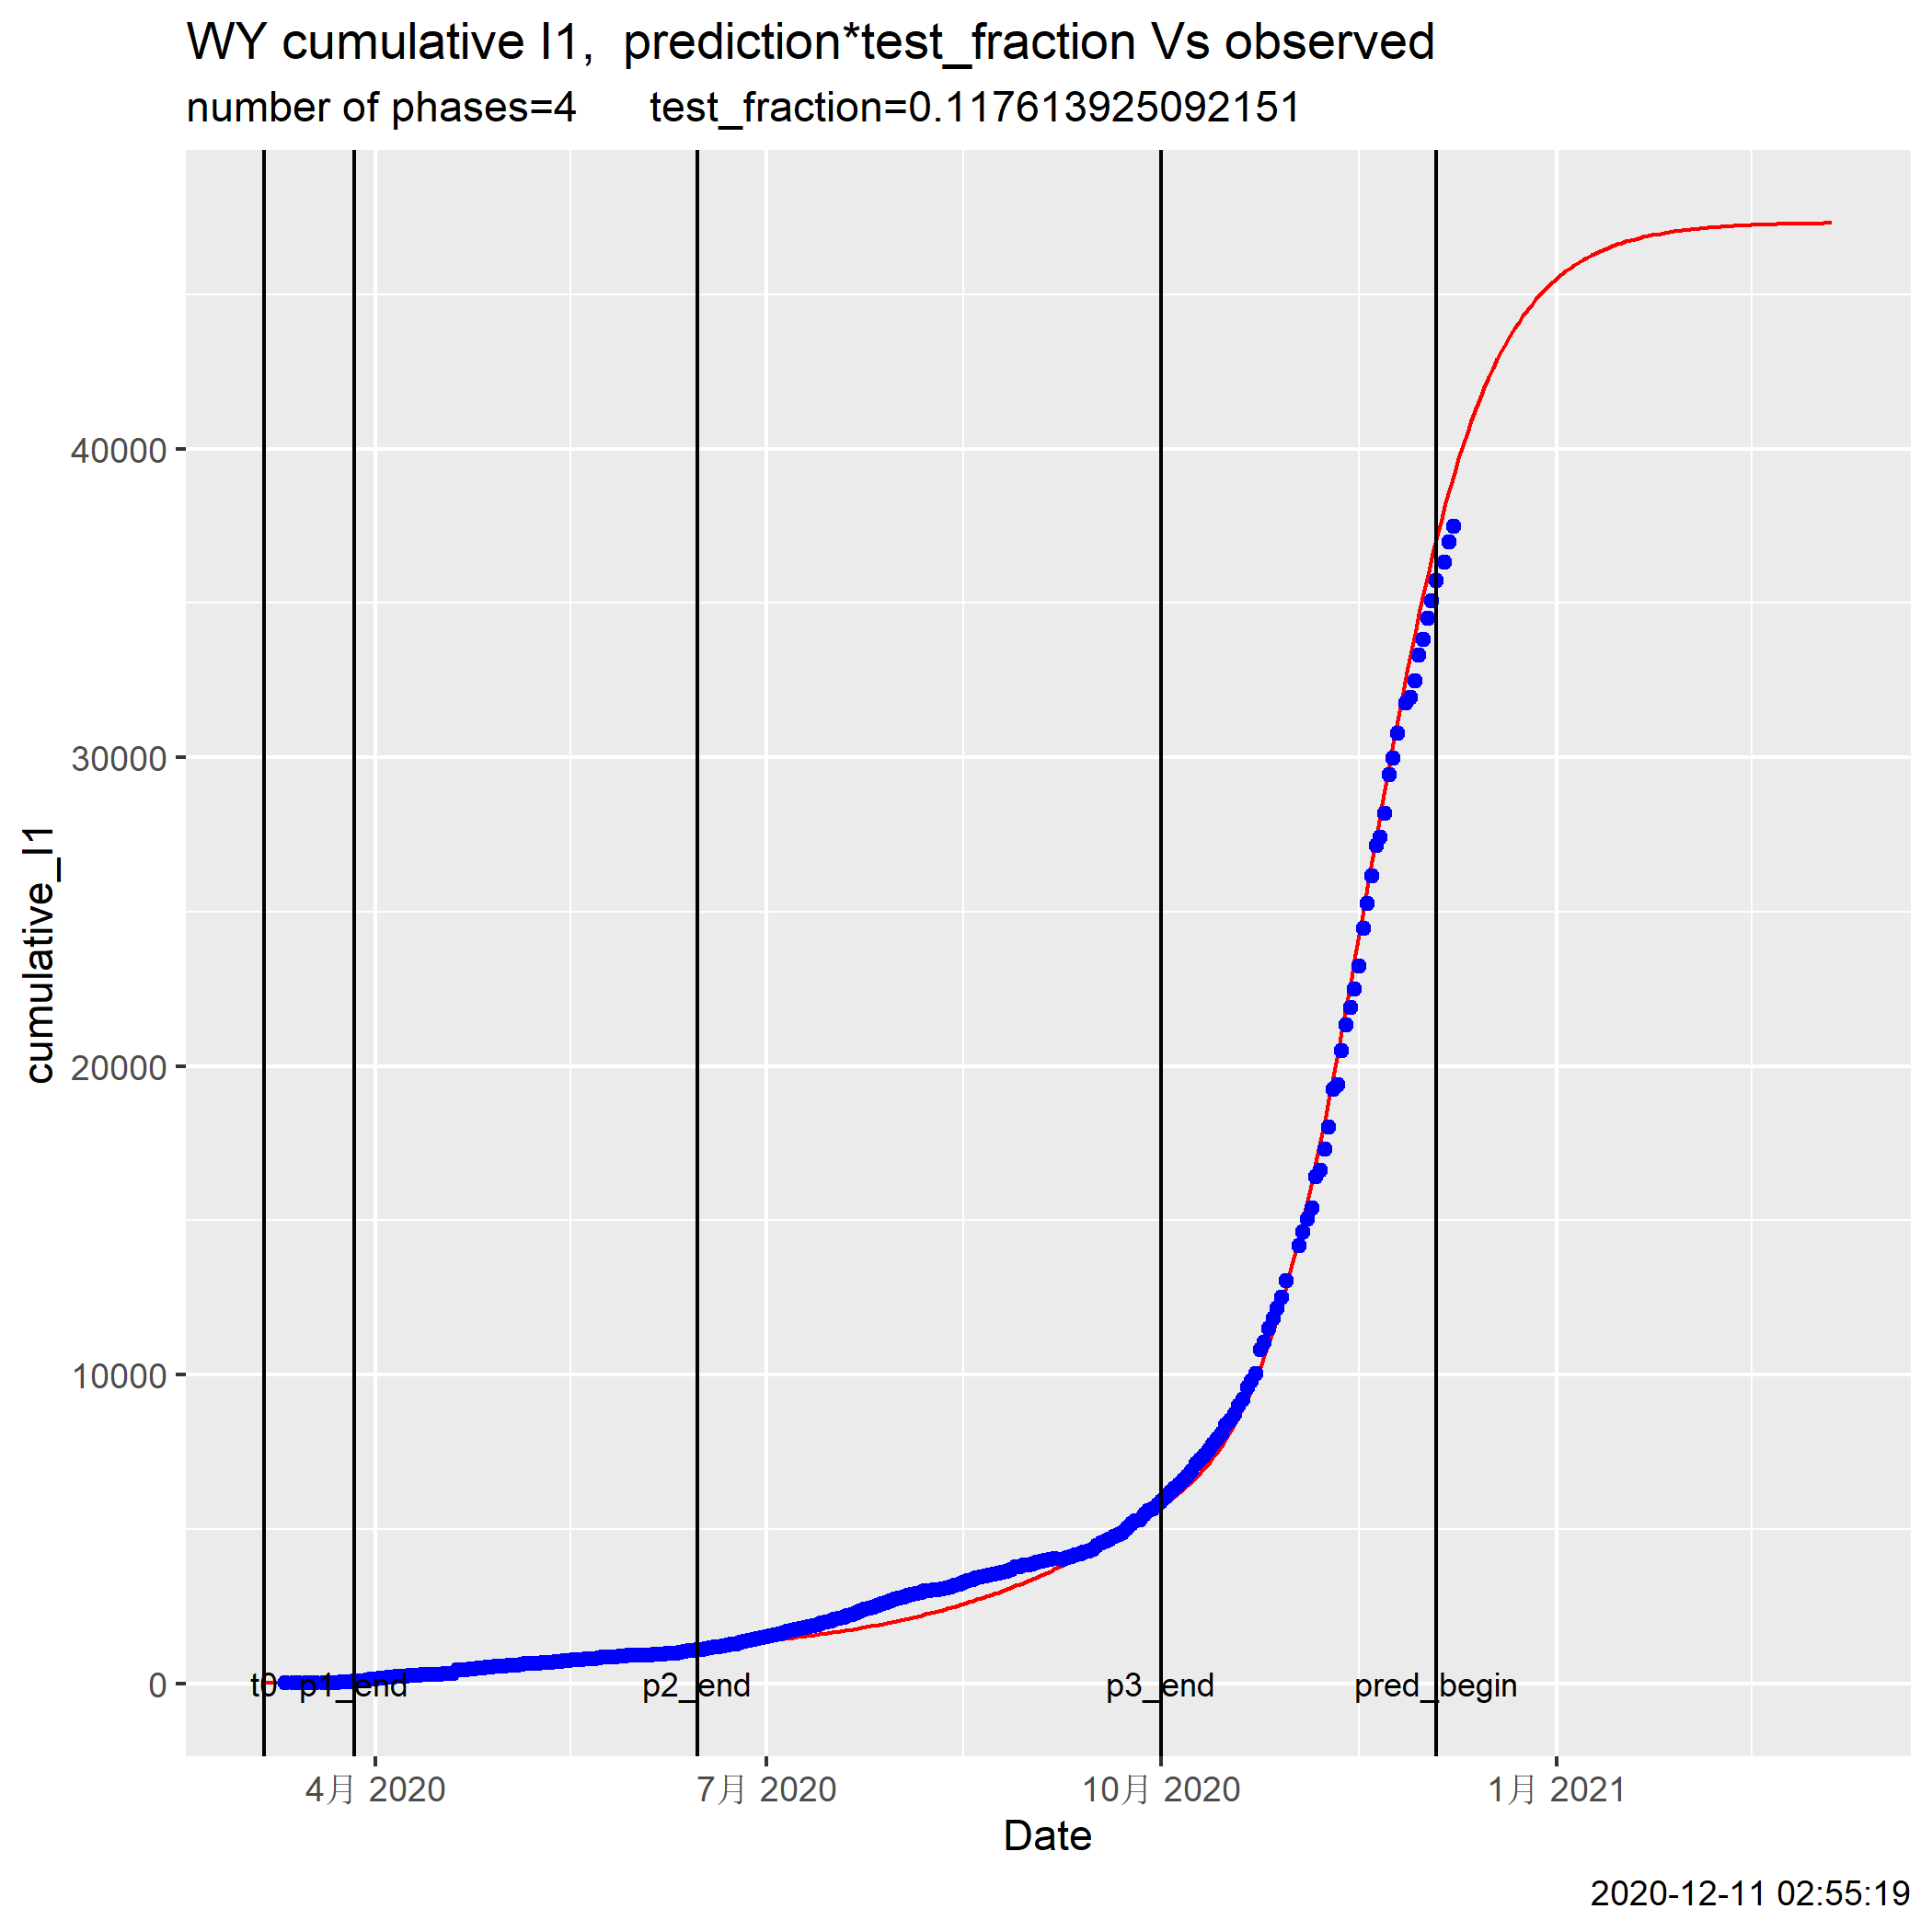 WY cumulative I1,  prediction*test_fraction Vs observed
number of phases=4      test_fraction=0.117613925092151
cumulative_I1
40000
30000
20000
10000
0
t0 p1_end p2_end p3_end pred_begin
4月 2020 7月 2020 10月 2020 1月 2021
Date
2020-12-11 02:55:19